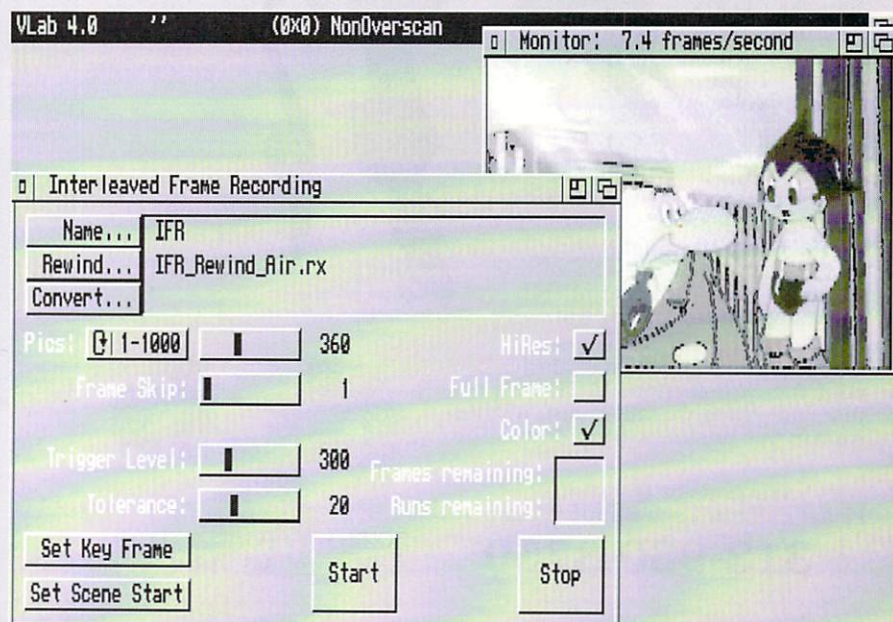 VLab 4.0 '' (0x0) NonOverscan
Monitor: 7.4 frames/second
Interleaved Frame Recording
Name... IFR
Rewind... IFR_Rewind_Air.rx
Convert...
Pics: 1-1000 360 HiRes:
Frame Skip: 1 Full Frame:
Color:
Trigger Level: 300 Frames remaining:
Tolerance: 20 Runs remaining:
Set Key Frame
Set Scene Start
Start
Stop